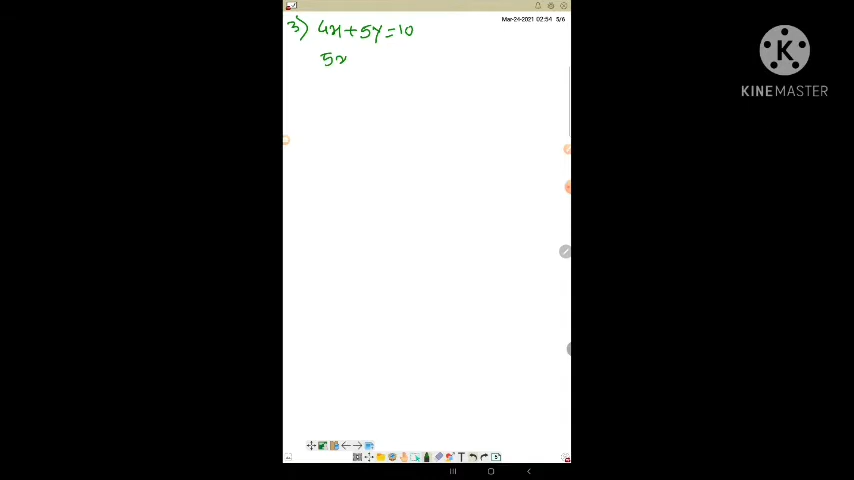 Mar-24-2021 02:54 5/6
3) 4x+5y=10
5x
K
KINEMASTER